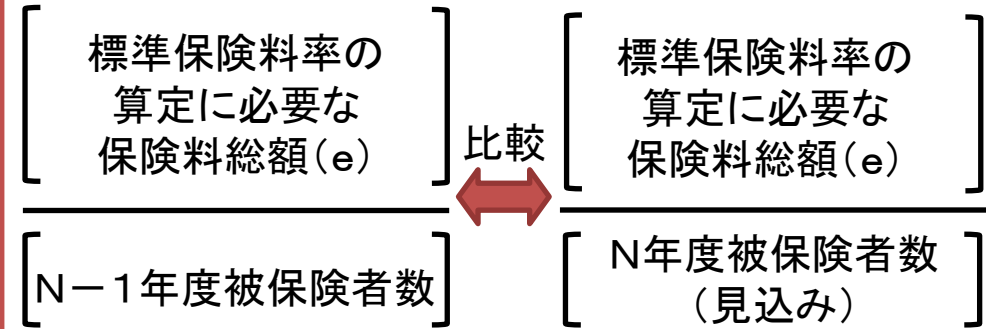 標準保険料率の
算定に必要な
保険料総額(e)
N-1年度被保険者数
比較
標準保険料率の
算定に必要な
保険料総額(e)
N年度被保険者数
(見込み)